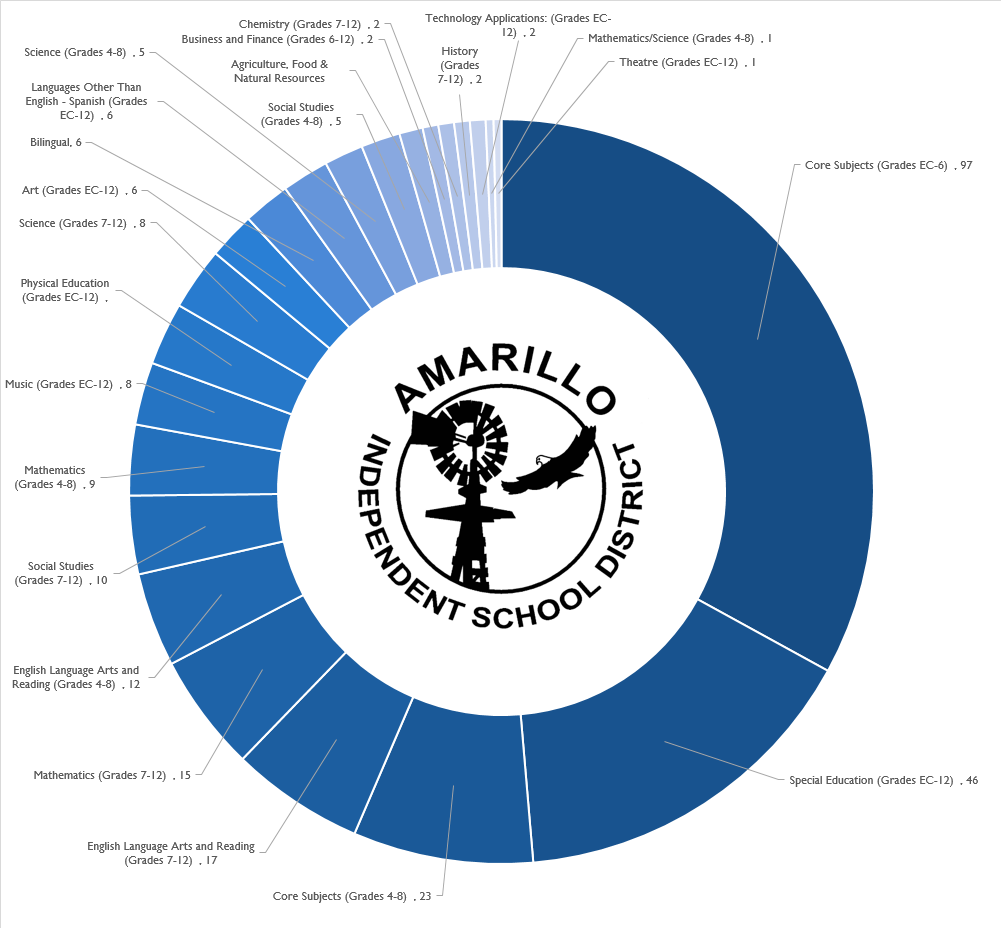 Chemistry (Grades 7-12) , 2
Business and Finance (Grades 6-12) , 2
Technology Applications: (Grades EC-
12) , 2
Mathematics/Science (Grades 4-8) , 1
Theatre (Grades EC-12) , 1
History
(Grades
7-12) , 2
Science (Grades 4-8) , 5
Agriculture, Food &
Natural Resources
Languages Other Than
English - Spanish (Grades
EC-12) , 6
Social Studies
(Grades 4-8) , 5
Bilingual, 6
Core Subjects (Grades EC-6) , 97
Art (Grades EC-12) , 6
Science (Grades 7-12) , 8
Physical Education
(Grades EC-12) ,
Music (Grades EC-12) , 8
AMARILLO
INDEPENDENT SCHOOL DISTRICT
Mathematics
(Grades 4-8) , 9
Social Studies
(Grades 7-12) , 10
English Language Arts and
Reading (Grades 4-8) , 12
Mathematics (Grades 7-12) , 15
Special Education (Grades EC-12) , 46
English Language Arts and Reading
(Grades 7-12) , 17
Core Subjects (Grades 4-8) , 23